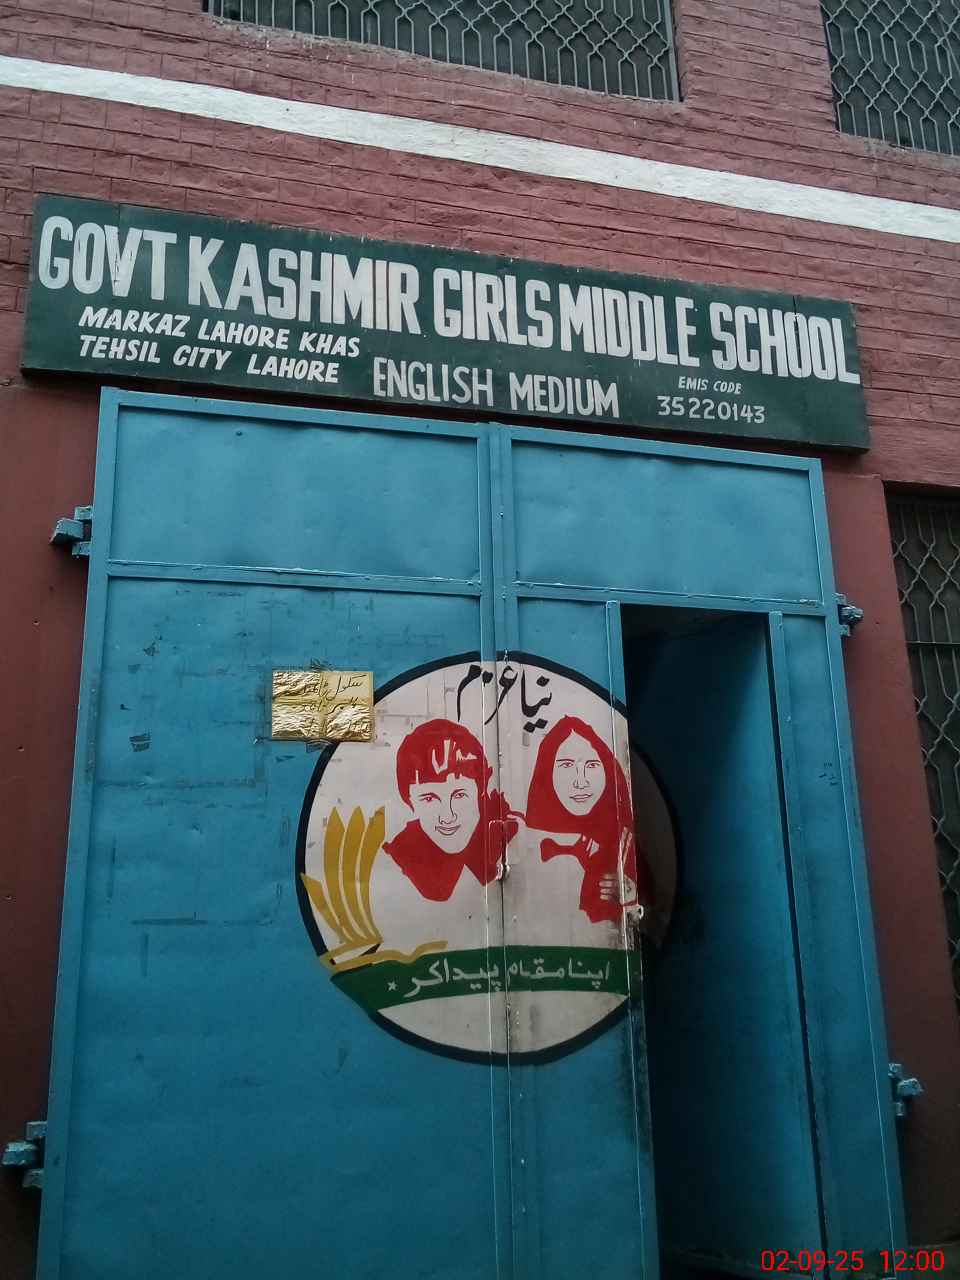 GOVT KASHMIR GIRLS MIDDLE SCHOOL
MARKAZ LAHORE KHAS
TEHSIL CITY LAHORE
ENGLISH MEDIUM
EMIS CODE
35220143
سکول
نیا عزم
اپنا مقام پیدا کر
02-09-25 12:00